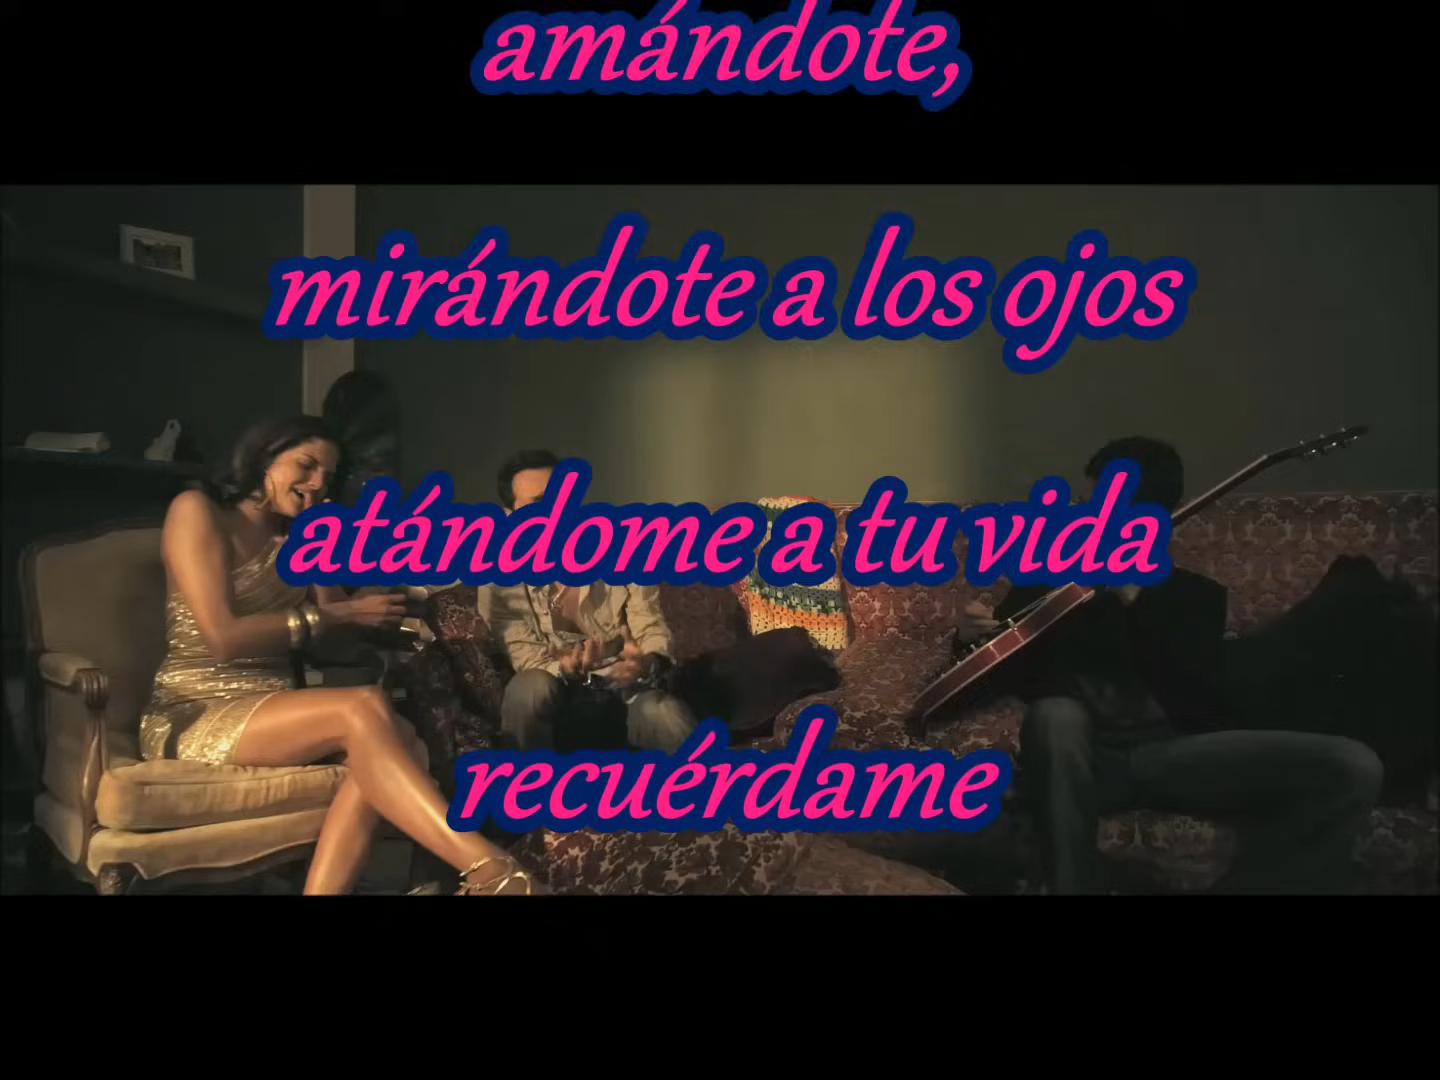 amándote,
mirándote a los ojos
atándome a tu vida
recuérdame